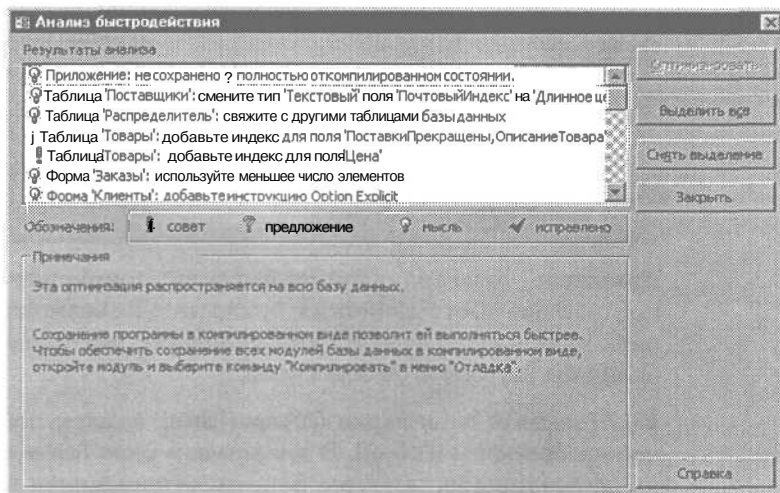 Анализ быстродействия
Результаты анализа
Приложение: не сохранено ? полностью откомпилированном состоянии.
Таблица 'Поставщики': смените тип 'Текстовый' поля 'ПочтовыйИндекс' на 'Длинное це
Таблица 'Распределитель': свяжите с другими таблицами базы данных
j Таблица 'Товары': добавьте индекс для поля 'ПоставкиПрекращены,ОписаниеТовара'
Таблица 'Товары': добавьте индекс для поля 'Цена'
Форма 'Заказы': используйте меньшее число элементов
Форма 'Клиенты': добавьте инструкцию Option Explicit
Оптимизировать
Выделить все
Снять выделение
Закрыть
Обозначения: совет ? предложение мысль исправлено
Примечания
Эта оптимизация распространяется на всю базу данных.
Сохранение программы в компилированном виде позволит ей выполняться быстрее.
Чтобы обеспечить сохранение всех модулей базы данных в компилированном виде,
откройте модуль и выберите команду "Компилировать" в меню "Отладка".
Справка